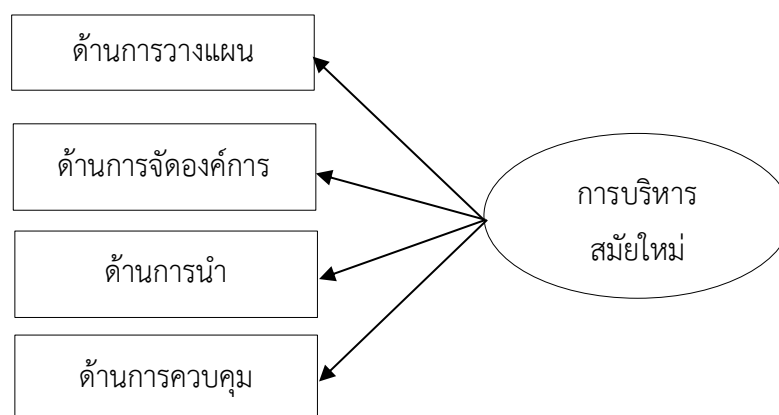 ด้านการวางแผน
ด้านการจัดองค์การ
ด้านการนำ
ด้านการควบคุม
การบริหาร
สมัยใหม่